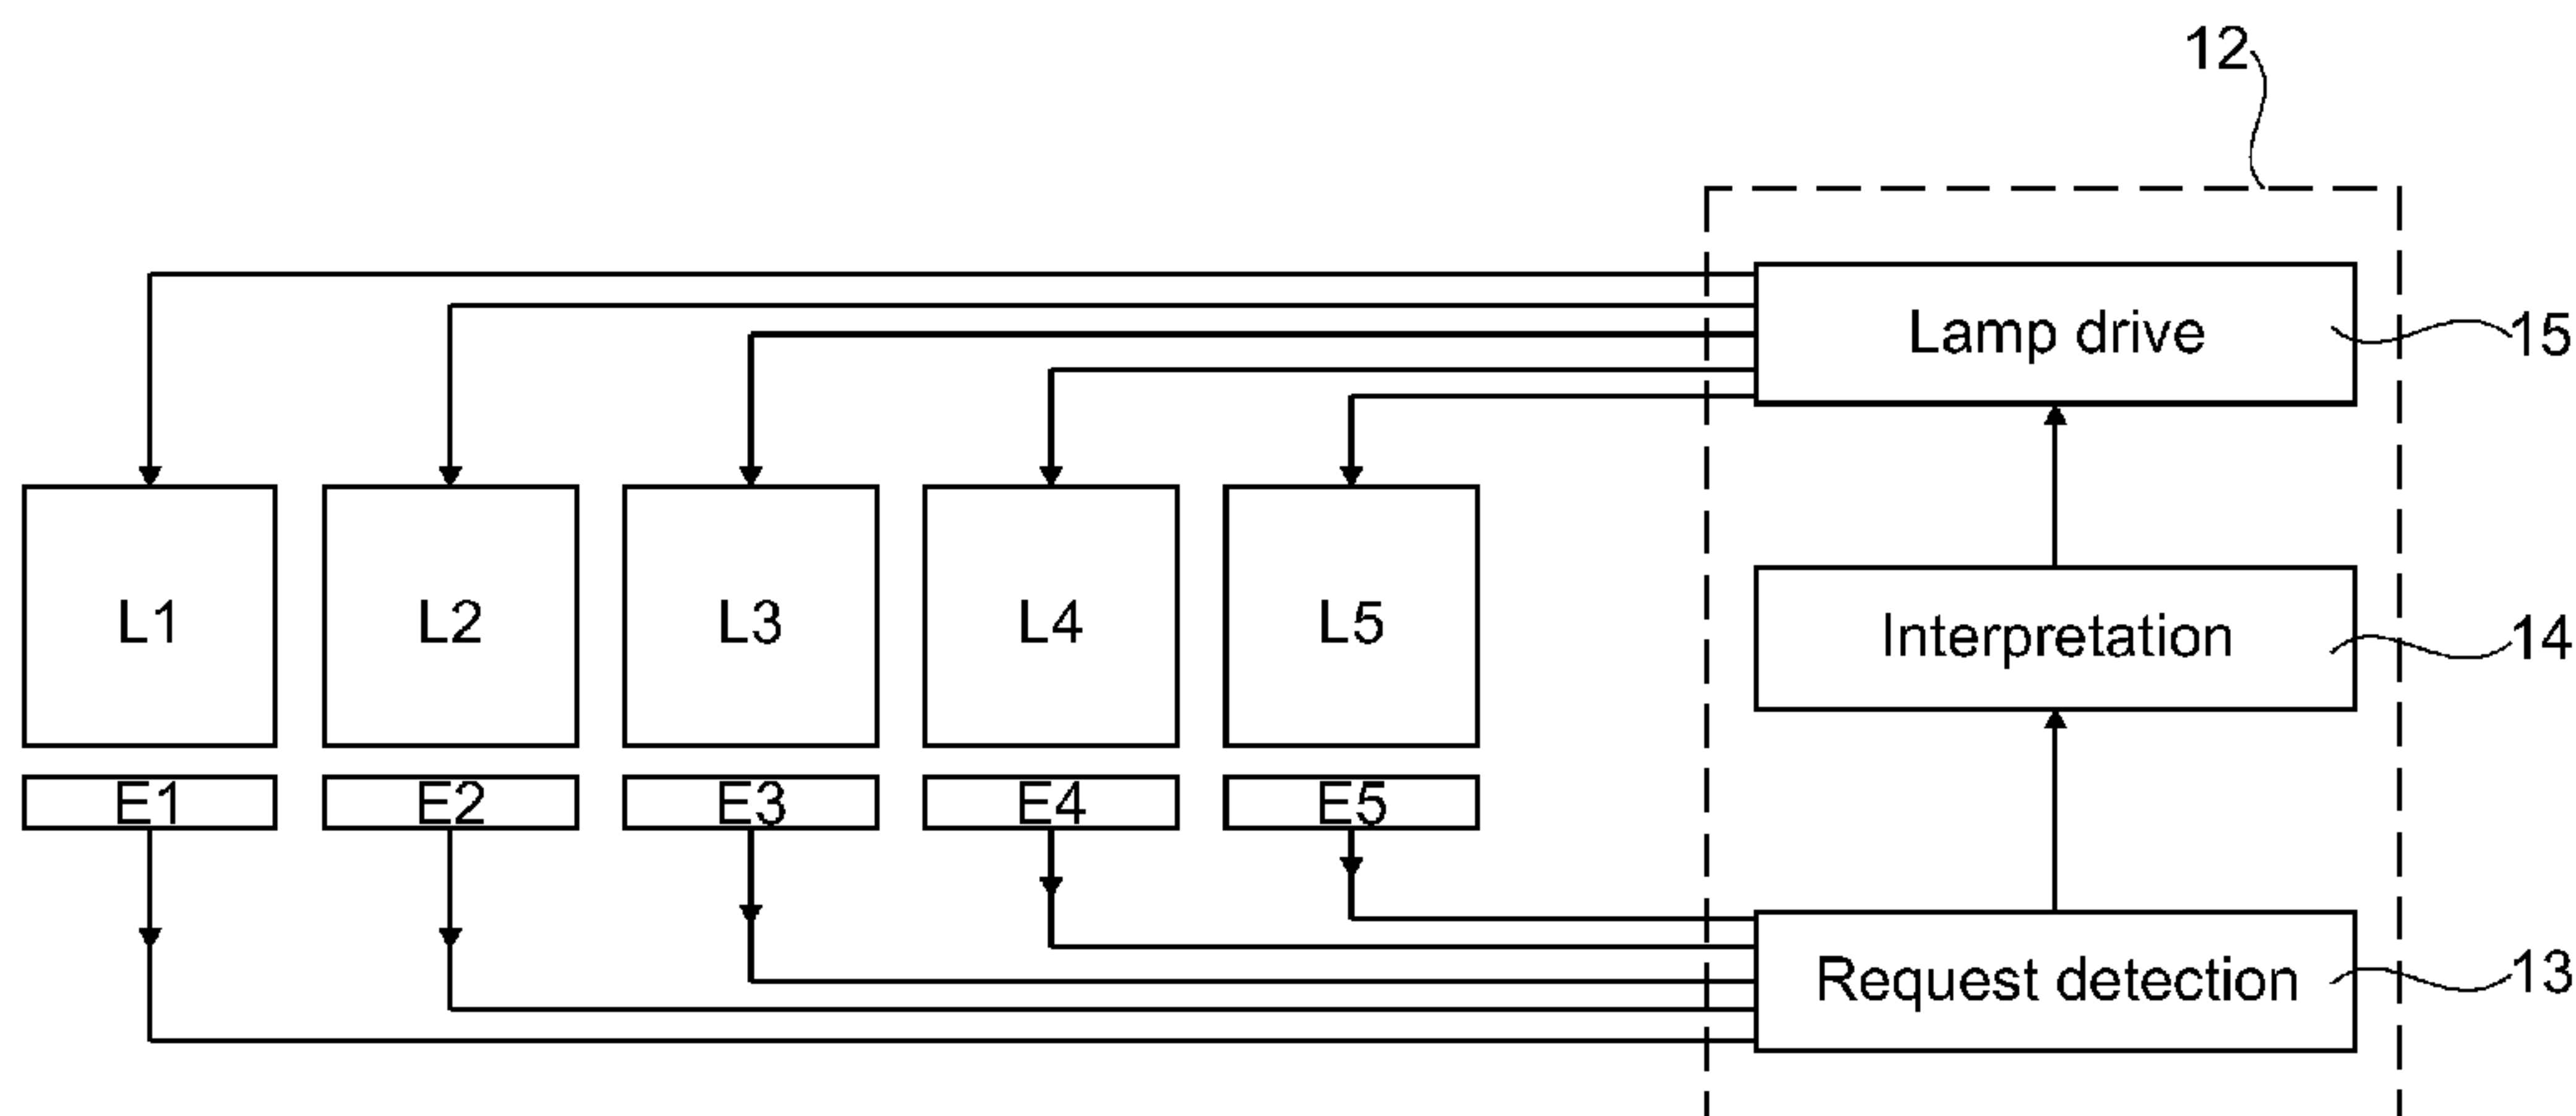 12
Lamp drive
15
L1
L2
L3
L4
L5
Interpretation
14
E1
E2
E3
E4
E5
Request detection
13